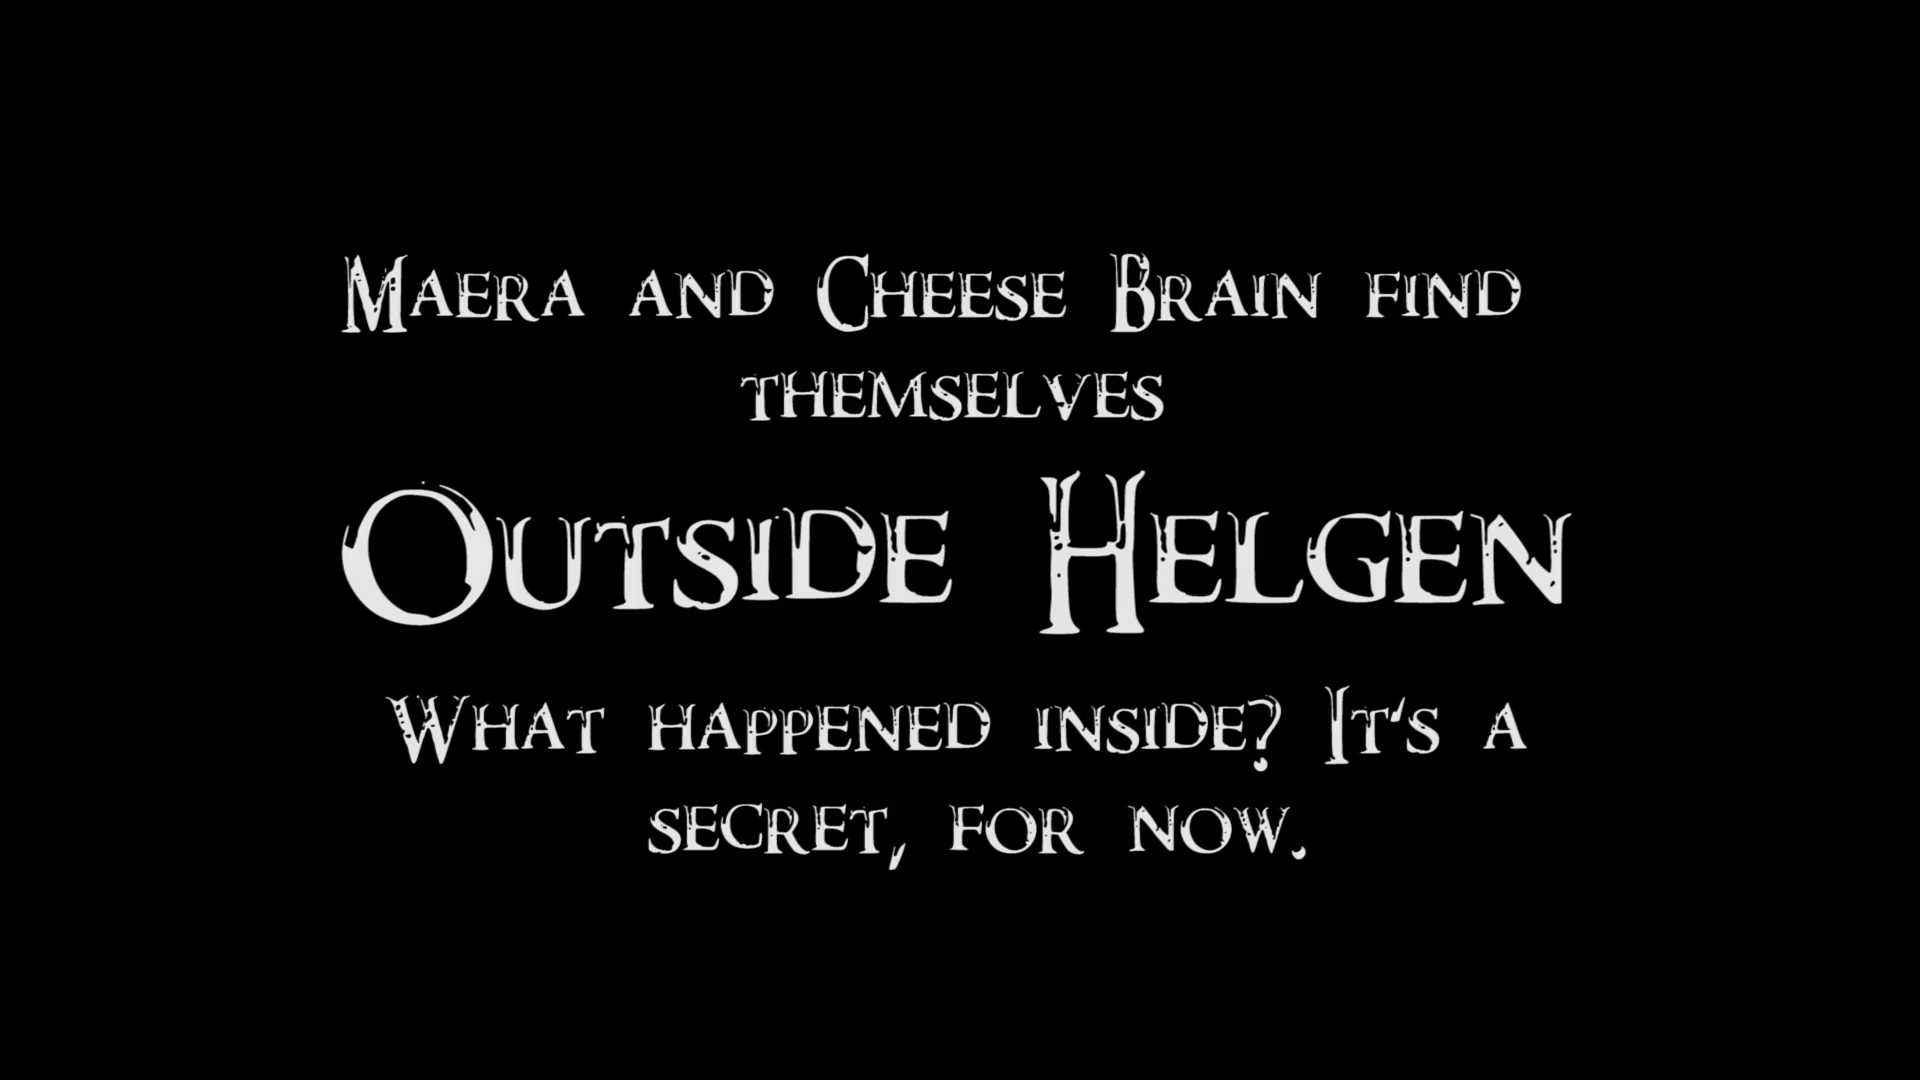 Maera and Cheese Brain find
themselves
Outside Helgen
What happened inside? It's a
secret, for now.